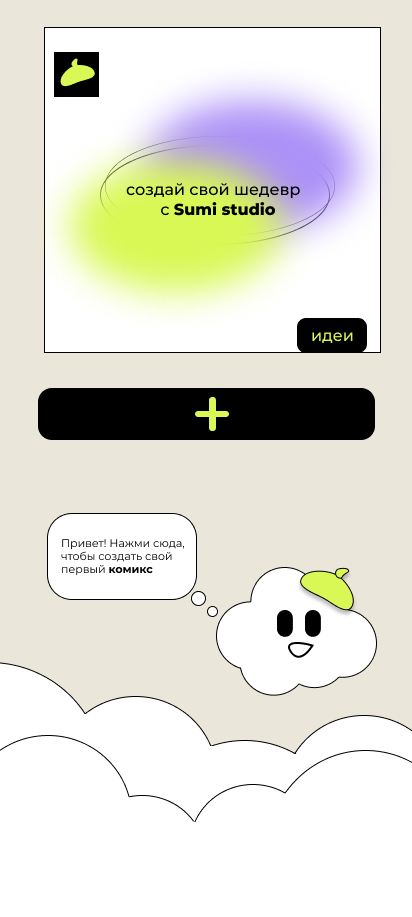 создай свой шедевр
с Sumi studio
идеи
Привет! Нажми сюда,
чтобы создать свой
первый комикс